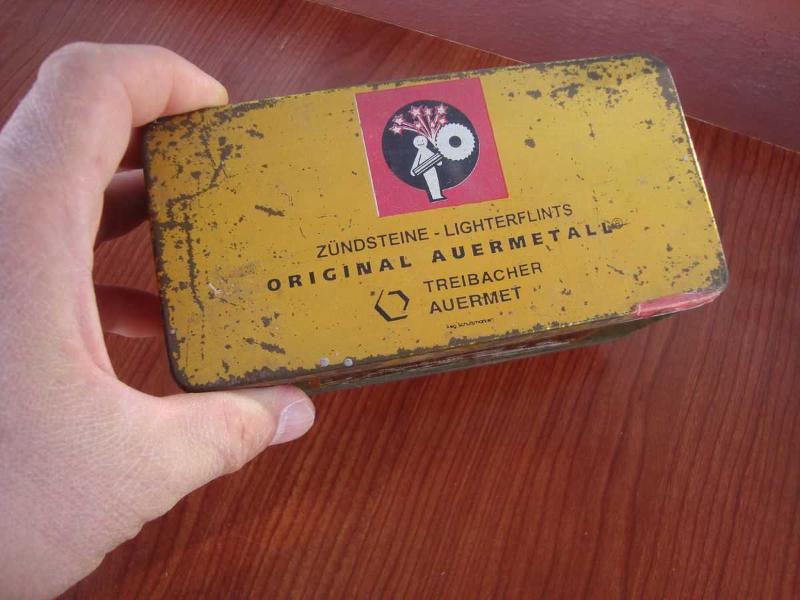 ZÜNDSTEINE - LIGHTERFLINTS
ORIGINAL AUERMETALL®
TREIBACHER
AUERMET